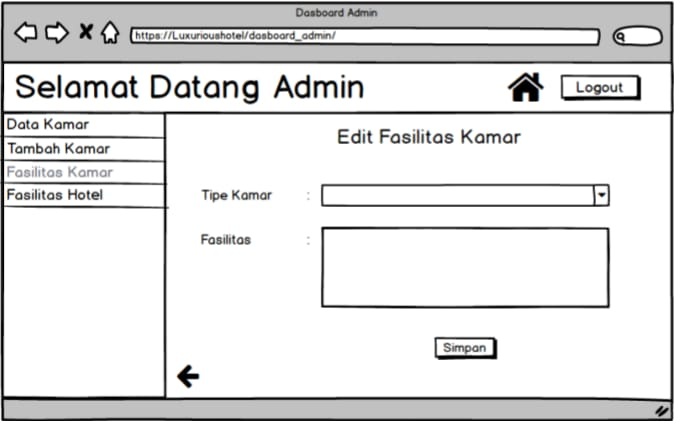 Dasboard Admin
https://Luxurioushotel/dasboard_admin/
Selamat Datang Admin
Logout
Data Kamar
Tambah Kamar
Fasilitas Kamar
Fasilitas Hotel
Edit Fasilitas Kamar
Tipe Kamar :
Fasilitas :
Simpan